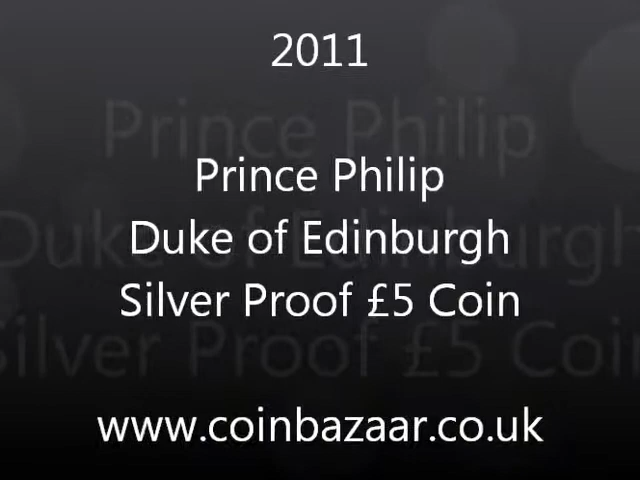 2011
Prince Philip
Duke of Edinburgh
Silver Proof £5 Coin
www.coinbazaar.co.uk